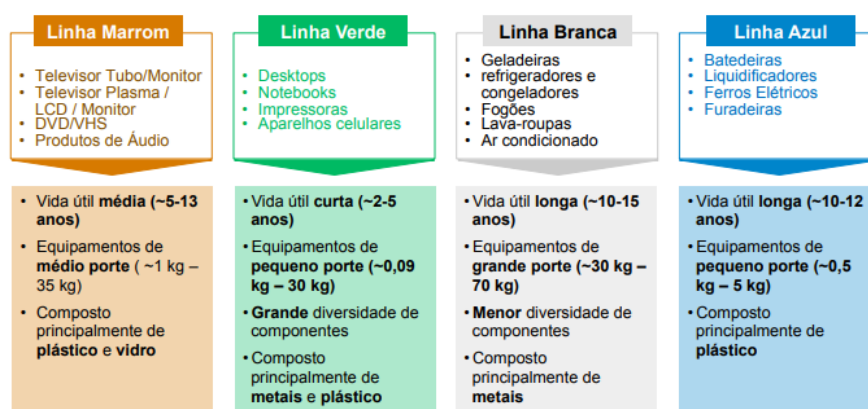 Linha Marrom
• Televisor Tubo/Monitor
• Televisor Plasma /
LCD / Monitor
• DVD/VHS
• Produtos de Áudio
• Vida útil média (~5-13
anos)
• Equipamentos de
médio porte ( ~1 kg –
35 kg)
• Composto
principalmente de
plástico e vidro
Linha Verde
• Desktops
• Notebooks
• Impressoras
• Aparelhos celulares
• Vida útil curta (~2-5
anos)
• Equipamentos de
pequeno porte (~0,09
kg – 30 kg)
• Grande diversidade de
componentes
• Composto
principalmente de
metais e plástico
Linha Branca
• Geladeiras
• refrigeradores e
congeladores
• Fogões
• Lava-roupas
• Ar condicionado
• Vida útil longa (~10-15
anos)
• Equipamentos de
grande porte (~30 kg –
70 kg)
• Menor diversidade de
componentes
• Composto
principalmente de
metais
Linha Azul
• Batedeiras
• Liquidificadores
• Ferros Elétricos
• Furadeiras
• Vida útil longa (~10-12
anos)
• Equipamentos de
pequeno porte (~0,5
kg – 5 kg)
• Composto
principalmente de
plástico